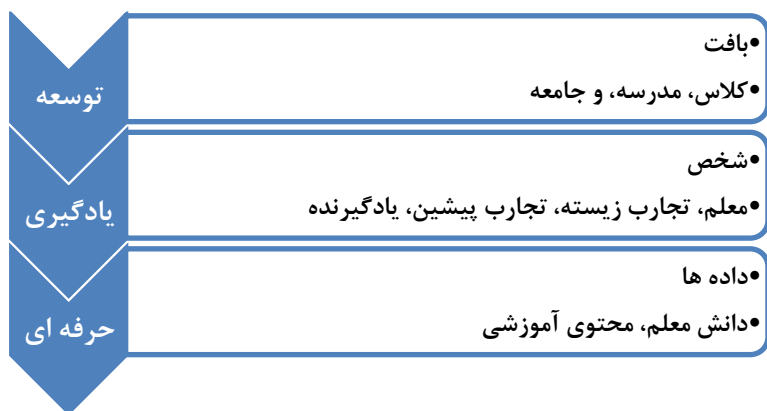 توسعه
•بافت
•کلاس، مدرسه، و جامعه
یادگیری
•شخص
•معلم، تجارب زیسته، تجارب پیشین، یادگیرنده
حرفه ای
•داده ها
•دانش معلم، محتوی آموزشی